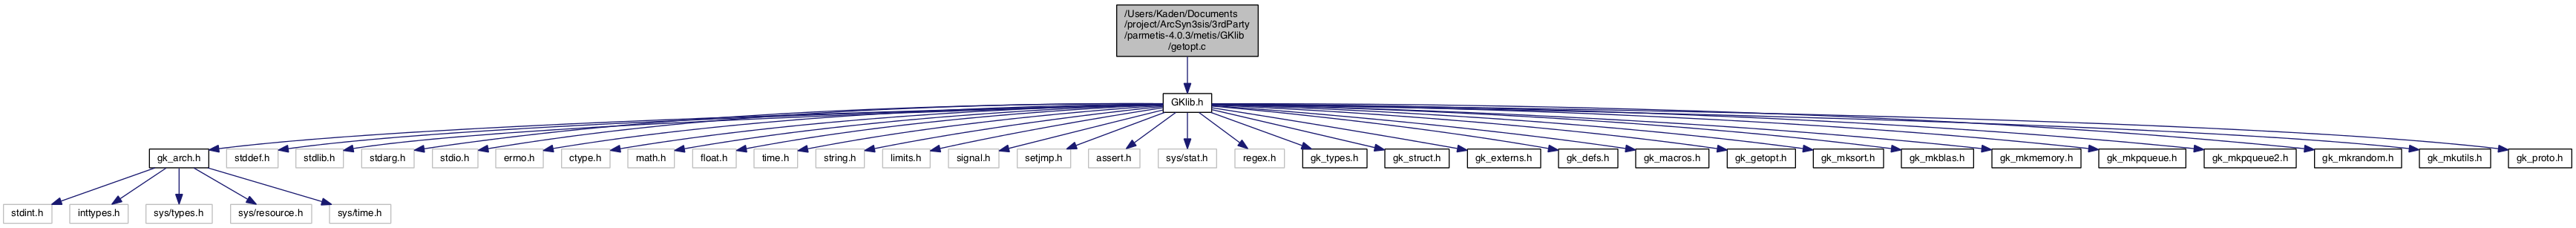 /Users/Kaden/Documents
/project/ArcSyn3sis/3rdParty
/parmetis-4.0.3/metis/GKlib
/getopt.c
GKlib.h
gk_arch.h
stddef.h
stdlib.h
stdarg.h
stdio.h
errno.h
ctype.h
math.h
float.h
time.h
string.h
limits.h
signal.h
setjmp.h
assert.h
sys/stat.h
regex.h
gk_types.h
gk_struct.h
gk_externs.h
gk_defs.h
gk_macros.h
gk_getopt.h
gk_mksort.h
gk_mkblas.h
gk_mkmemory.h
gk_mkpqueue.h
gk_mkpqueue2.h
gk_mkrandom.h
gk_mkutils.h
gk_proto.h
stdint.h
inttypes.h
sys/types.h
sys/resource.h
sys/time.h